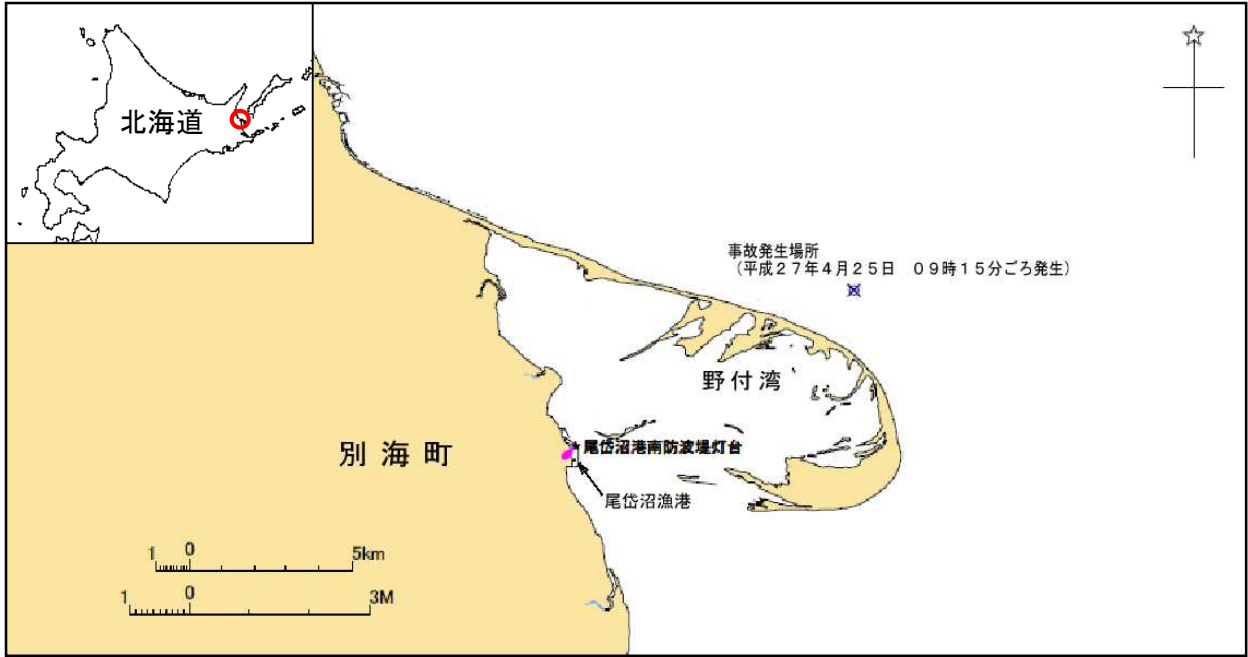 北海道
事故発生場所
（平成２７年４月２５日　０９時１５分ごろ発生）
野付湾
尾岱沼港南防波堤灯台
別海町
尾岱沼漁港
1 0 5km
1 0 3M